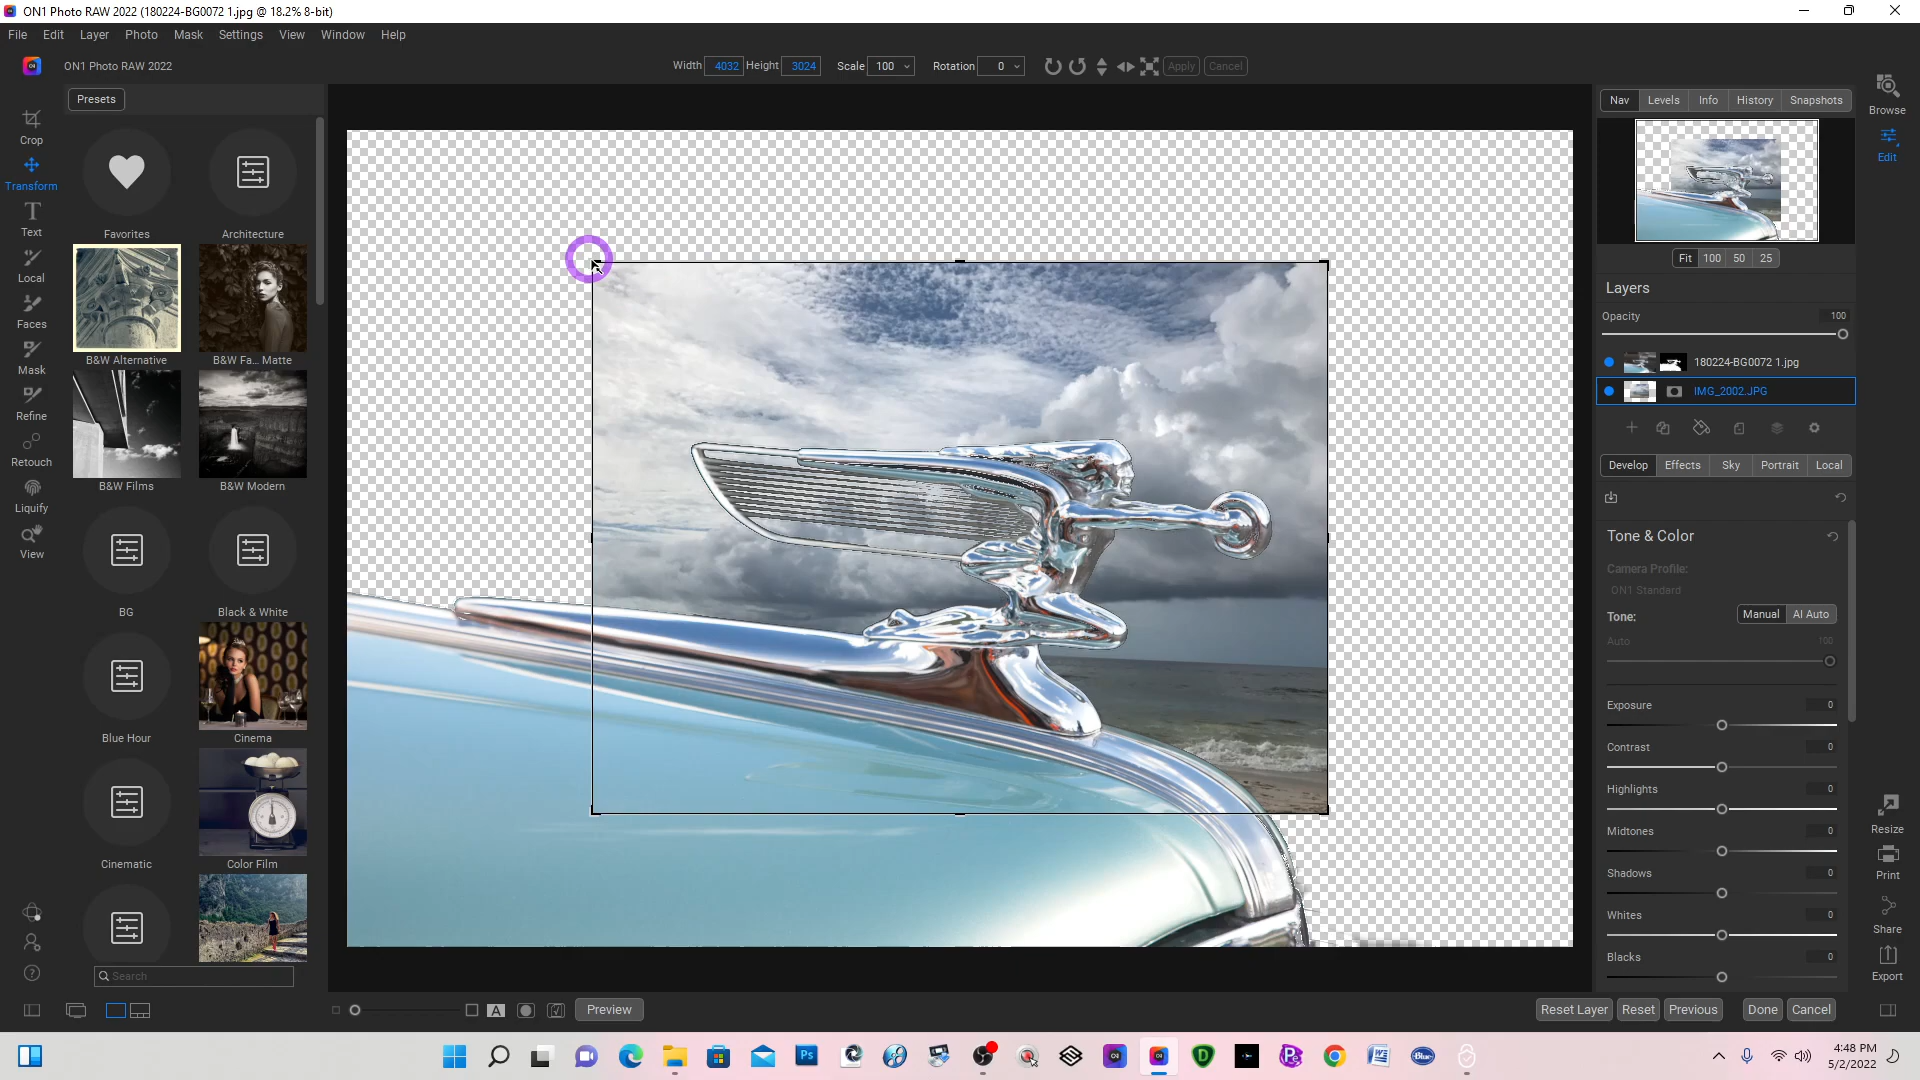 ON1 Photo RAW 2022 (180224-BG0072 1.jpg @ 18.2% 8-bit)
File Edit Layer Photo Mask Settings View Window Help
ON1 Photo RAW 2022
Width 4032 Height 3024 Scale 100 Rotation 0 Apply Cancel
Presets
Nav Levels Info History Snapshots
Browse
Edit
Crop
Transform
Text
Local
Faces
Mask
Refine
Retouch
Liquify
View
Favorites Architecture
B&W Alternative B&W Fa... Matte
B&W Films B&W Modern
BG Black & White
Blue Hour Cinema
Cinematic Color Film
Search
Fit 100 50 25
Layers
Opacity 100
180224-BG0072 1.jpg
IMG_2002.JPG
Develop Effects Sky Portrait Local
Tone & Color
Camera Profile:
ON1 Standard
Tone: Manual AI Auto
Auto 100
Exposure 0
Contrast 0
Highlights 0
Midtones 0
Shadows 0
Whites 0
Blacks 0
Resize
Print
Share
Export
A Preview
Reset Layer Reset Previous Done Cancel
Ps
Blue
4:48 PM
5/2/2022